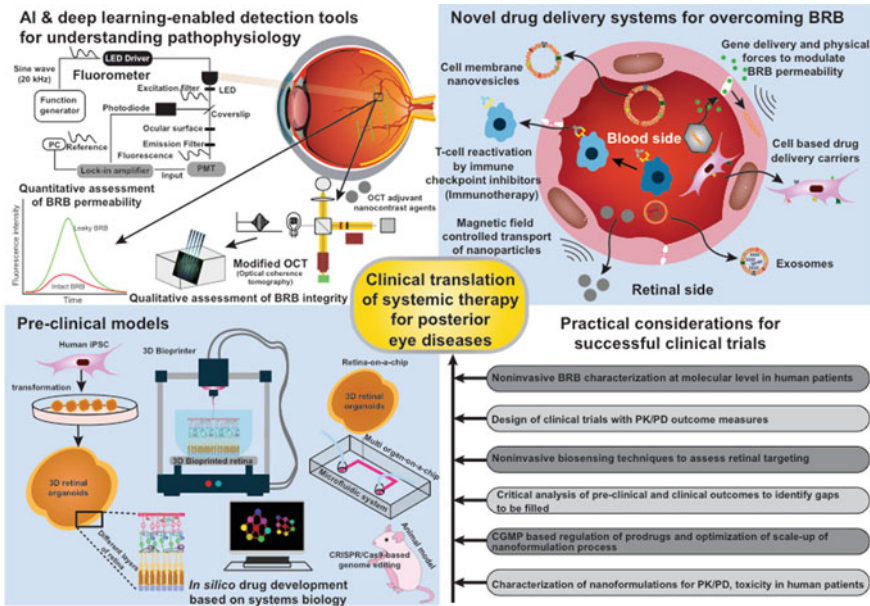 AI & deep learning-enabled detection tools
for understanding pathophysiology
LED Driver
Sine wave
(20 kHz)
Fluorometer
Excitation filter
LED
Function
generator
Photodiode
Coverslip
Ocular surface
PC
Reference
Emission Filter
Fluorescence
Lock-in amplifier
Input
PMT
Quantitative assessment
of BRB permeability
Fluorescence intensity
Leaky BRB
Intact BRB
Time
OCT adjuvant
nanocontrast agents
Modified OCT
(Optical coherence
tomography)
Qualitative assessment of BRB integrity
Novel drug delivery systems for overcoming BRB
Cell membrane
nanovesicles
Gene delivery and physical
forces to modulate
BRB permeability
Blood side
T-cell reactivation
by immune
checkpoint inhibitors
(Immunotherapy)
Cell based drug
delivery carriers
Magnetic field
controlled transport
of nanoparticles
Exosomes
Retinal side
Clinical translation
of systemic therapy
for posterior
eye diseases
Pre-clinical models
Human iPSC
transformation
3D retinal
organoids
Different layers
of retina
3D Bioprinter
3D Bioprinted retina
Retina-on-a-chip
3D retinal
organoids
Multi organ-on-a-chip
Microfluidic system
Animal model
CRISPR/Cas9-based
genome editing
In silico drug development
based on systems biology
Practical considerations for
successful clinical trials
Noninvasive BRB characterization at molecular level in human patients
Design of clinical trials with PK/PD outcome measures
Noninvasive biosensing techniques to assess retinal targeting
Critical analysis of pre-clinical and clinical outcomes to identify gaps
to be filled
CGMP based regulation of prodrugs and optimization of scale-up of
nanoformulation process
Characterization of nanoformulations for PK/PD, toxicity in human patients